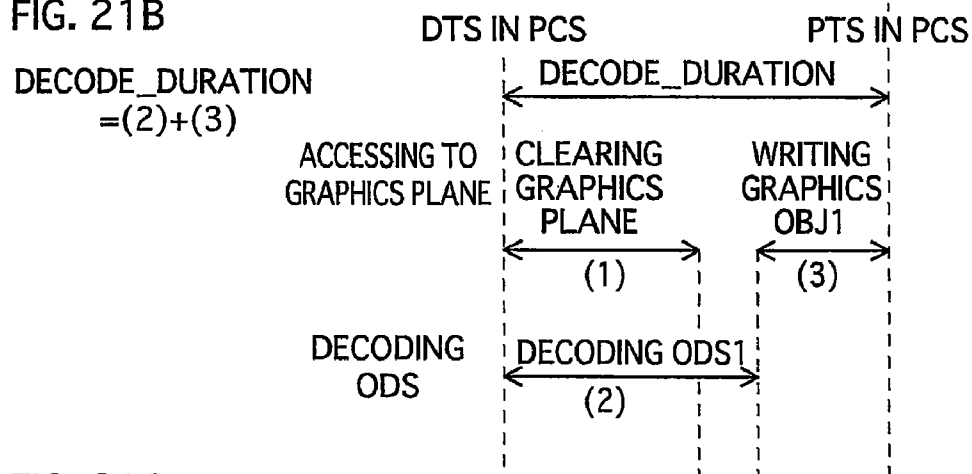 FIG. 21B
DTS IN PCS
PTS IN PCS
DECODE_DURATION
=(2)+(3)
DECODE_DURATION
ACCESSING TO
GRAPHICS PLANE
CLEARING
GRAPHICS
PLANE
(1)
WRITING
GRAPHICS
OBJ1
(3)
DECODING
ODS
DECODING ODS1
(2)